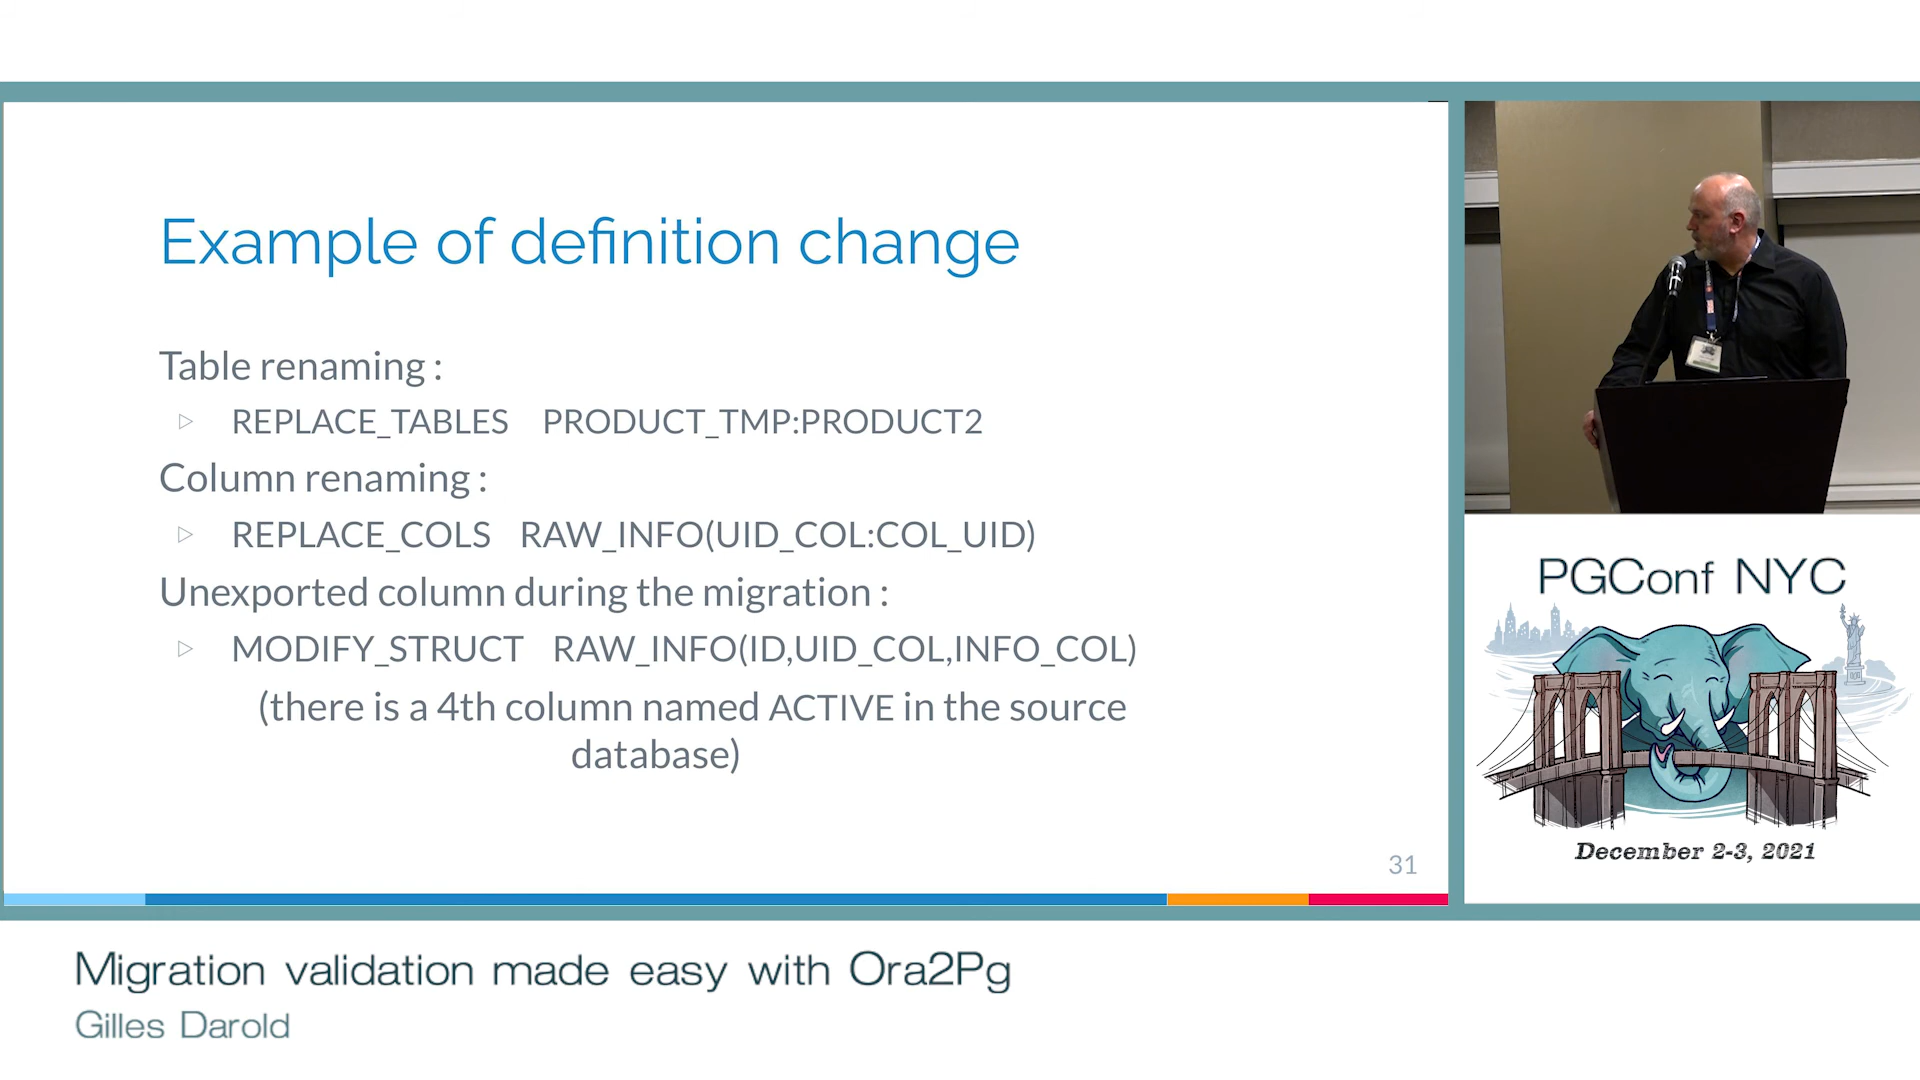 Example of definition change
Table renaming :
REPLACE_TABLES PRODUCT_TMP:PRODUCT2
Column renaming :
REPLACE_COLS RAW_INFO(UID_COL:COL_UID)
Unexported column during the migration :
MODIFY_STRUCT RAW_INFO(ID,UID_COL,INFO_COL)
(there is a 4th column named ACTIVE in the source
database)
31
PGConf NYC
December 2-3, 2021
Migration validation made easy with Ora2Pg
Gilles Darold